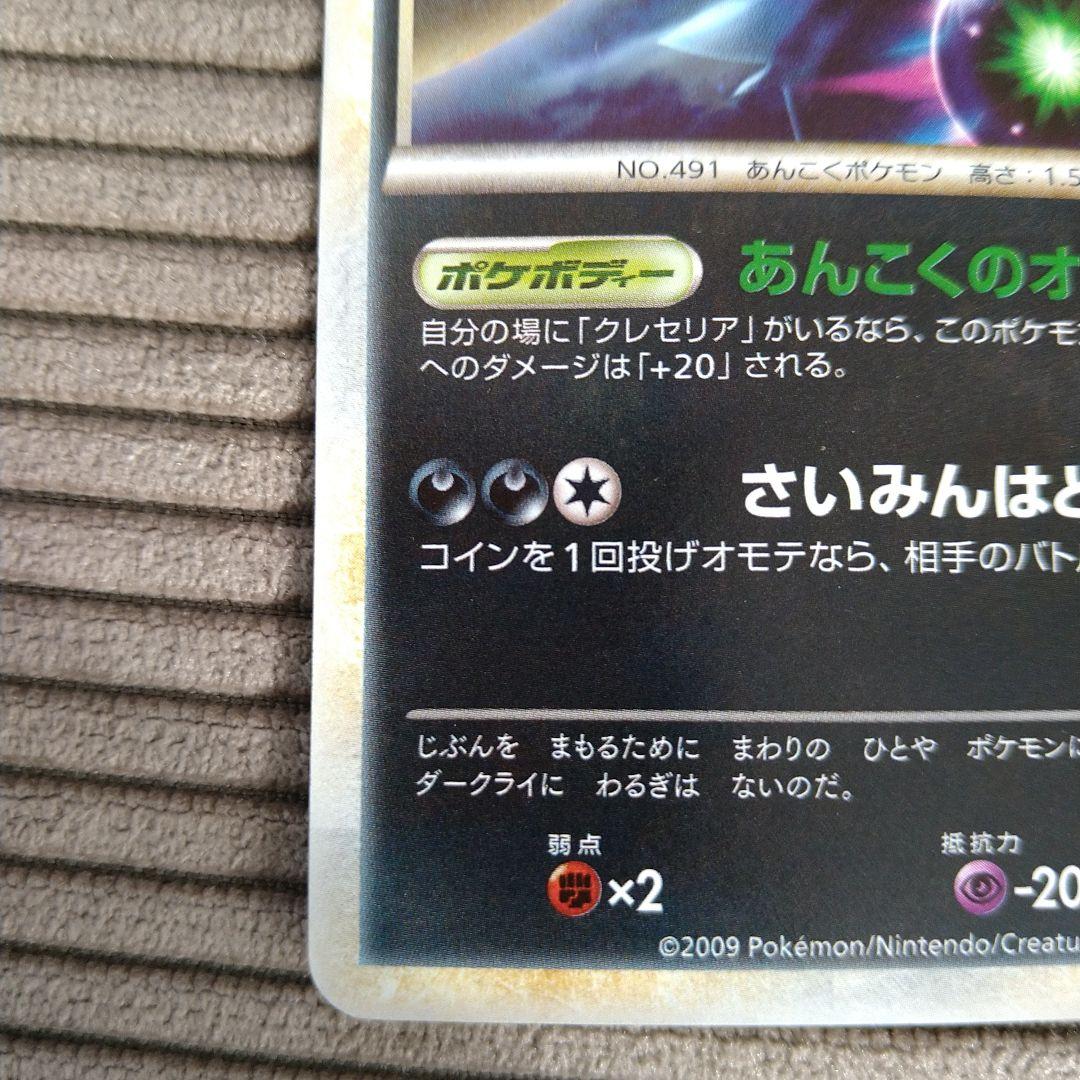 NO.491 あんこくポケモン 高さ：1.5
ポケボディー あんこくのオ
自分の場に「クレセリア」がいるなら、このポケモ
へのダメージは「+20」される。
さいみんはど
コインを1回投げオモテなら、相手のバト
じぶんを まもるために まわりの ひとや ポケモンに
ダークライに わるぎは ないのだ。
弱点 抵抗力
×2 -20
©2009 Pokémon/Nintendo/Creatu